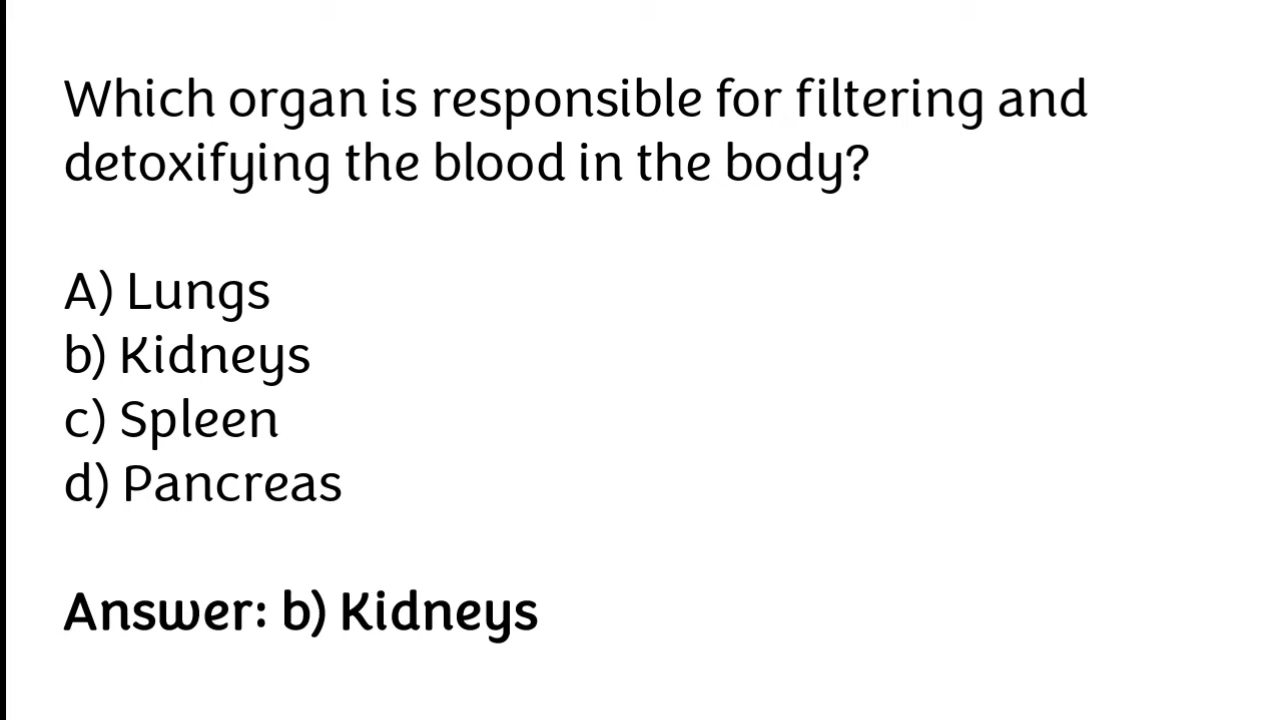 Which organ is responsible for filtering and
detoxifying the blood in the body?
A) Lungs
b) Kidneys
c) Spleen
d) Pancreas
Answer: b) Kidneys